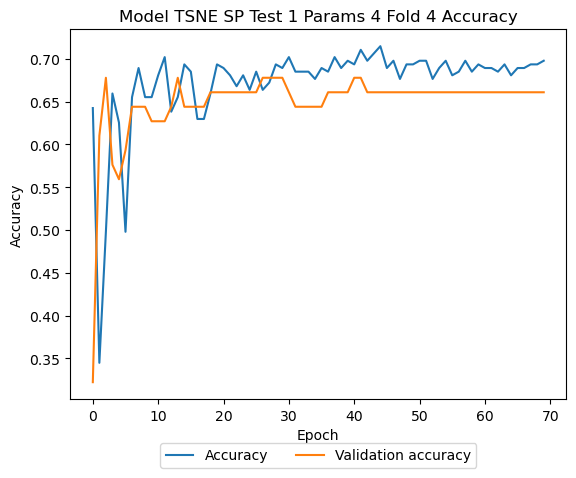 Model TSNE SP Test 1 Params 4 Fold 4 Accuracy
0.70
0.65
0.60
0.55
0.50
0.45
0.40
0.35
Accuracy
0 10 20 30 40 50 60 70
Epoch
Accuracy Validation accuracy